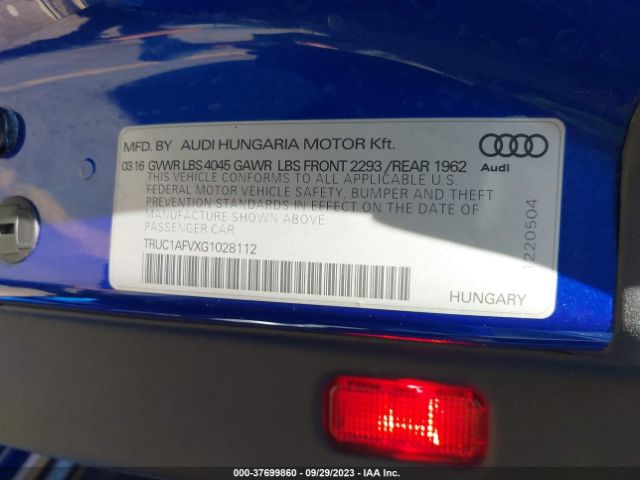 MFD. BY AUDI HUNGARIA MOTOR Kft.
03 16 GVWR LBS 4045 GAWR LBS FRONT 2293 /REAR 1962
THIS VEHICLE CONFORMS TO ALL APPLICABLE U.S.
FEDERAL MOTOR VEHICLE SAFETY, BUMPER AND THEFT
PREVENTION STANDARDS IN EFFECT ON THE DATE OF
MANUFACTURE SHOWN ABOVE
PASSENGER CAR
TRUC1AFVXG1028112
Audi
1220504
HUNGARY
000-37699860 - 09/29/2023 - IAA Inc.